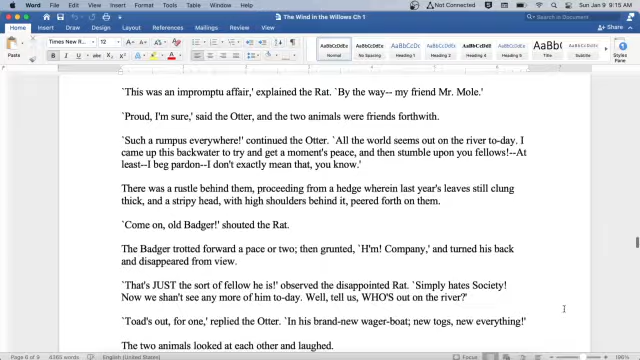 Word File Edit View Insert Format Tools Table Window Help
Not Connected
Sun Jan 9 9:15 AM
The Wind in the Willows Ch 1
Search in Document
Home Insert Draw Design Layout References Mailings Review View
Share
Paste
Times New R... 12
AaBbCcDdEe AaBbCcDdEe AaBbCcDc AaBbCcDdEe AaBbCcDdEe AaBbC AaBbCcDdEe
Normal Heading 1 Heading 2 Heading 4 Title Subtitle
Styles Pane
`This was an impromptu affair,' explained the Rat. `By the way-- my friend Mr. Mole.'
`Proud, I'm sure,' said the Otter, and the two animals were friends forthwith.
`Such a rumpus everywhere!' continued the Otter. `All the world seems out on the river to-day. I
came up this backwater to try and get a moment's peace, and then stumble upon you fellows!--At
least--I beg pardon--I don't exactly mean that, you know.'
There was a rustle behind them, proceeding from a hedge wherein last year's leaves still clung
thick, and a stripy head, with high shoulders behind it, peered forth on them.
`Come on, old Badger!' shouted the Rat.
The Badger trotted forward a pace or two; then grunted, `H'm! Company,' and turned his back
and disappeared from view.
`That's JUST the sort of fellow he is!' observed the disappointed Rat. `Simply hates Society!
Now we shan't see any more of him to-day. Well, tell us, WHO'S out on the river?'
`Toad's out, for one,' replied the Otter. `In his brand-new wager-boat; new togs, new everything!'
The two animals looked at each other and laughed.
4365 words English (United States) Focus 196%